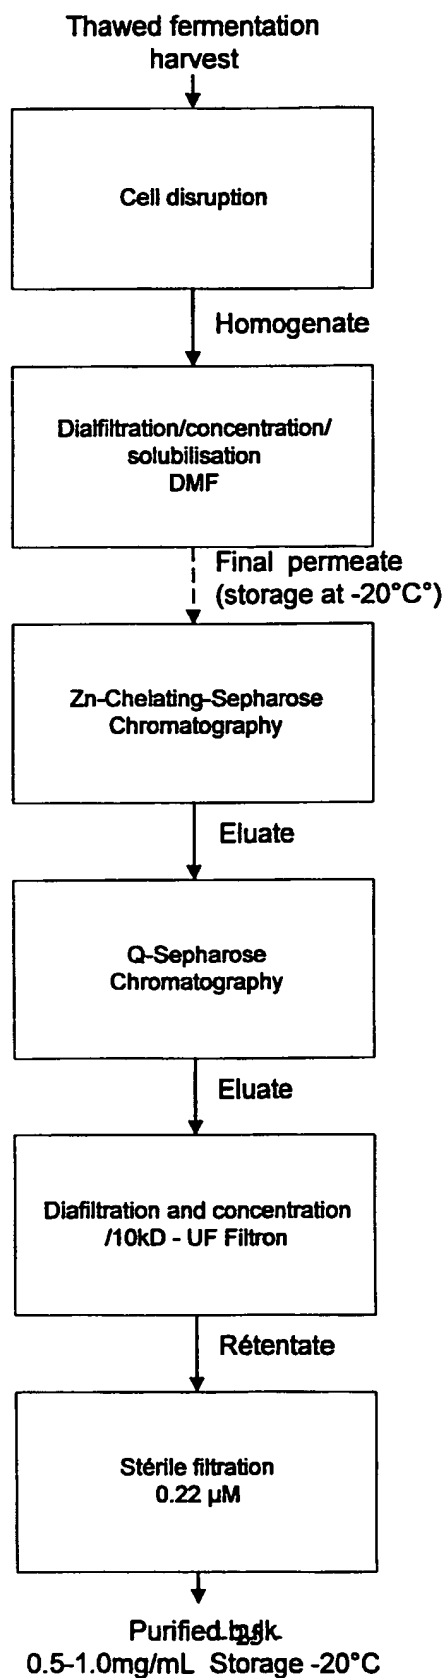 Thawed fermentation
harvest
Cell disruption
Homogenate
Dialfiltration/concentration/
solubilisation
DMF
Final permeate
(storage at -20°C°)
Zn-Chelating-Sepharose
Chromatography
Eluate
Q-Sepharose
Chromatography
Eluate
Diafiltration and concentration
/10kD - UF Filtron
Rétentate
Stérile filtration
0.22 µM
Purified bulk
0.5-1.0mg/mL Storage -20°C